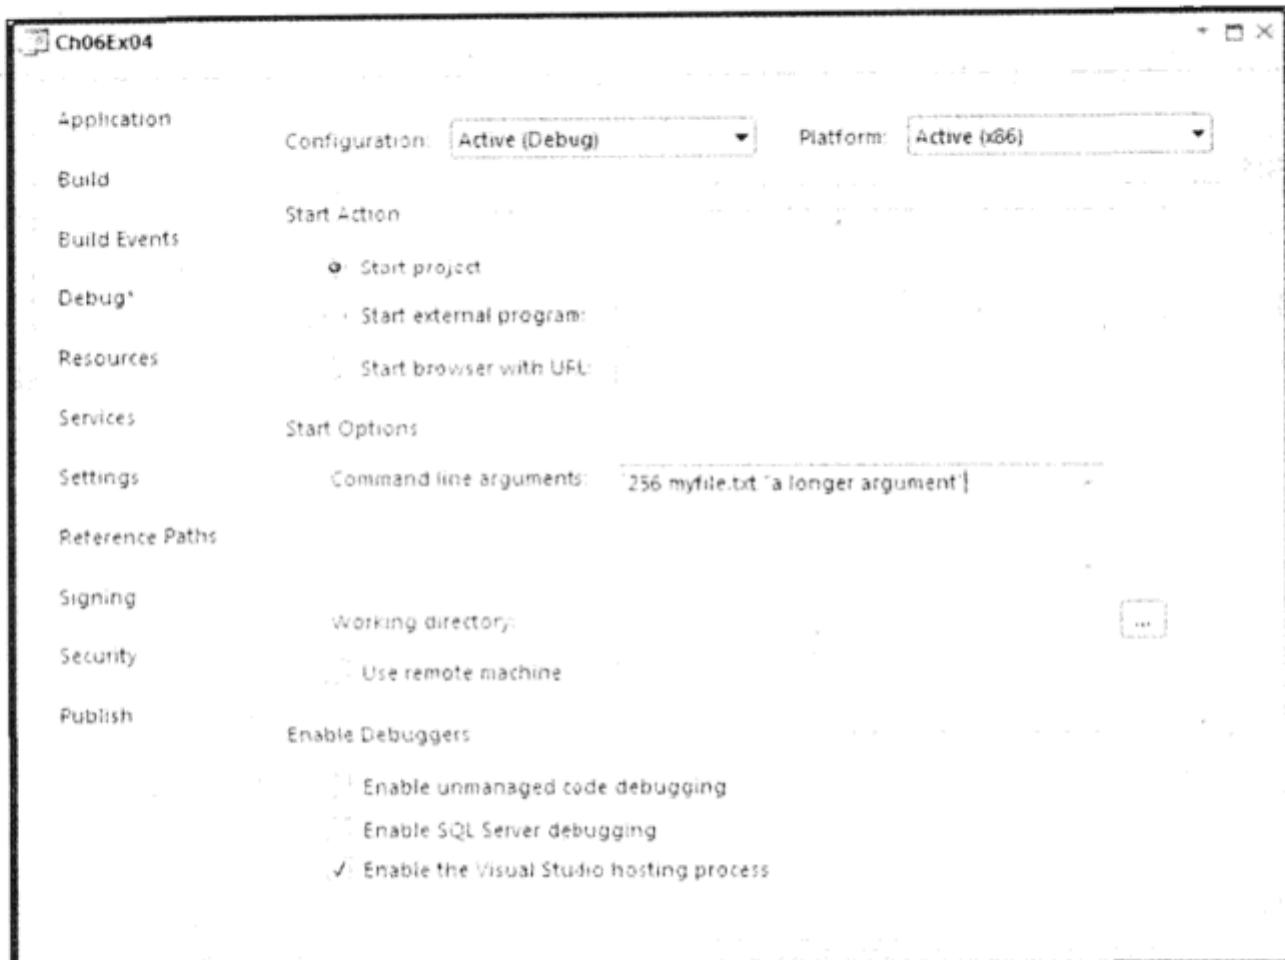 Ch06Ex04
Application
Build
Build Events
Debug*
Resources
Services
Settings
Reference Paths
Signing
Security
Publish
Configuration: Active (Debug) Platform: Active (x86)
Start Action
Start project
Start external program:
Start browser with URL:
Start Options
Command line arguments: 256 myfile.txt "a longer argument"
Working directory: ...
Use remote machine
Enable Debuggers
Enable unmanaged code debugging
Enable SQL Server debugging
Enable the Visual Studio hosting process